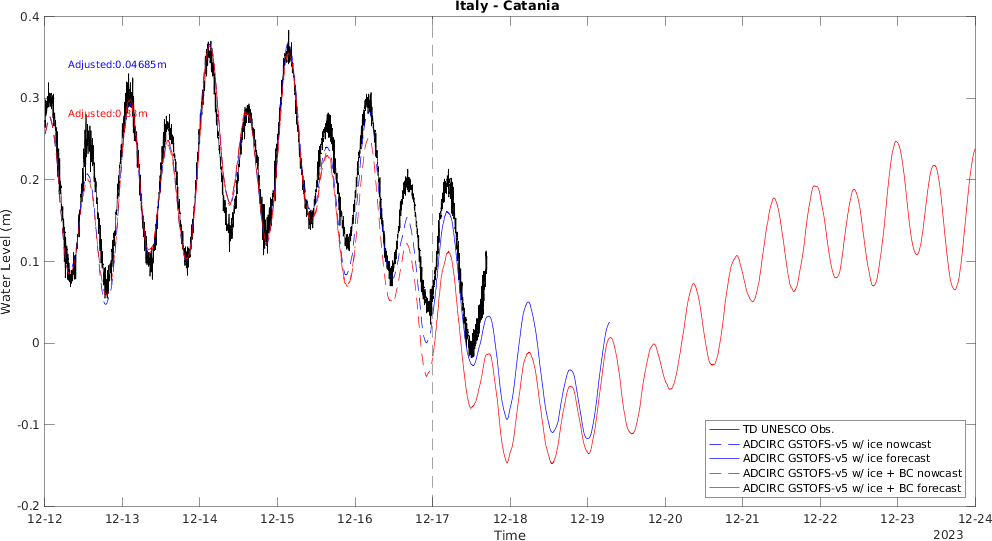 Italy - Catania
Water Level (m)
0.4
0.3
0.2
0.1
0
-0.1
-0.2
Adjusted:0.04685m
12-12
12-13
12-14
12-15
12-16
12-17
12-18
12-19
12-20
12-21
12-22
12-23
12-24
Time
2023
TD UNESCO Obs.
ADCIRC GSTOFS-v5 w/ ice nowcast
ADCIRC GSTOFS-v5 w/ ice forecast
ADCIRC GSTOFS-v5 w/ ice + BC nowcast
ADCIRC GSTOFS-v5 w/ ice + BC forecast